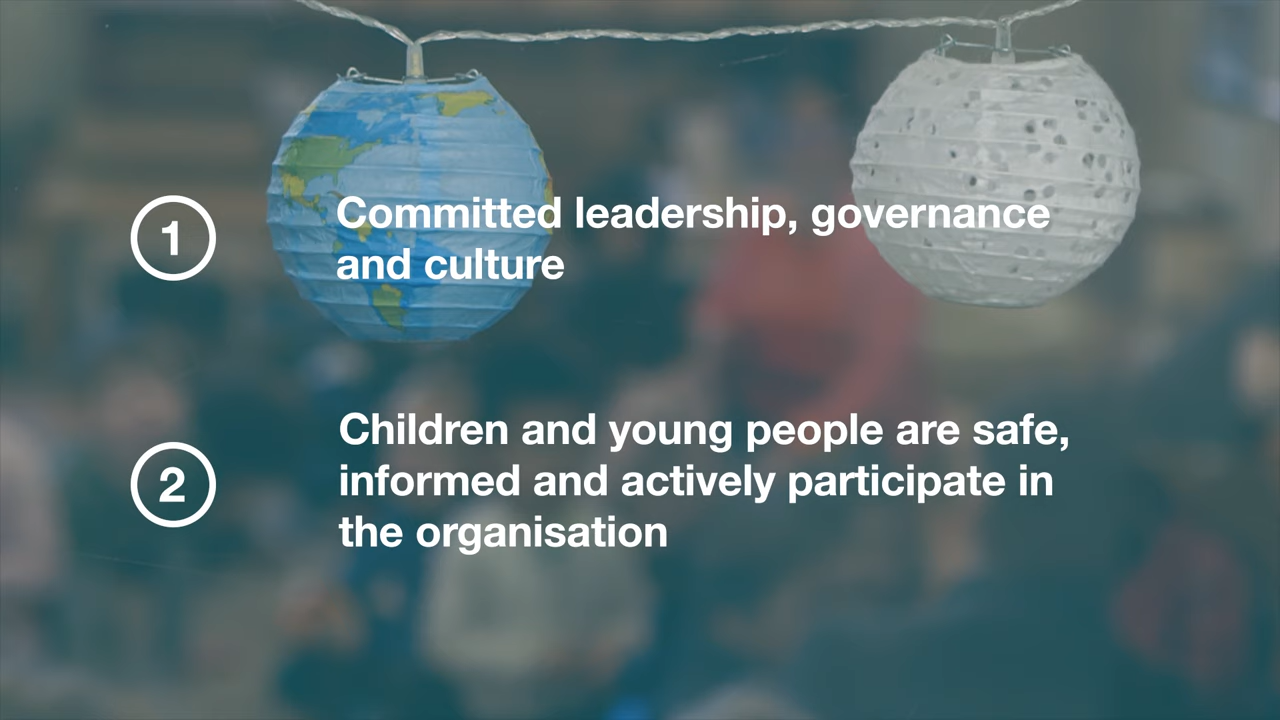 1
Committed leadership, governance
and culture
2
Children and young people are safe,
informed and actively participate in
the organisation